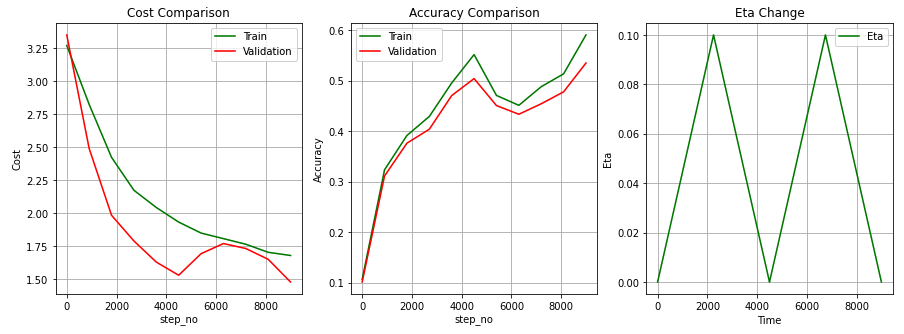 Cost Comparison
Cost
3.25
3.00
2.75
2.50
2.25
2.00
1.75
1.50
Train
Validation
0 2000 4000 6000 8000
step_no
Accuracy Comparison
Accuracy
0.6
0.5
0.4
0.3
0.2
0.1
Train
Validation
0 2000 4000 6000 8000
step_no
Eta Change
Eta
0.10
0.08
0.06
0.04
0.02
0.00
Eta
0 2000 4000 6000 8000
Time